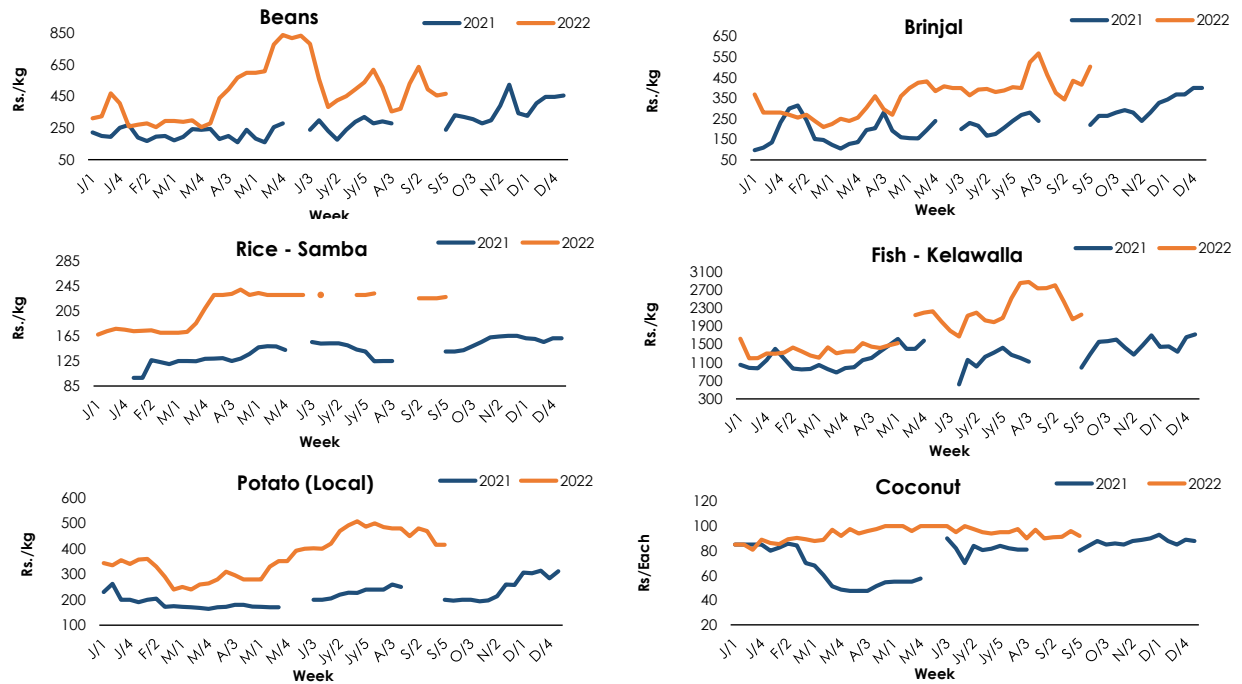 Beans
2021
2022
Rs./kg
850
650
450
250
50
J/1
J/4
F/2
M/1
M/4
A/3
M/1
M/4
J/3
Jy/2
Jy/5
A/3
S/2
S/5
O/3
N/2
D/1
D/4
Week
Brinjal
2021
2022
Rs./kg
650
550
450
350
250
150
50
J/1
J/4
F/2
M/1
M/4
A/3
M/1
M/4
J/3
Jy/2
Jy/5
A/3
S/2
S/5
O/3
N/2
D/1
D/4
Week
Rice - Samba
2021
2022
Rs./kg
285
245
205
165
125
85
J/1
J/4
F/2
M/1
M/4
A/3
M/1
M/4
J/3
Jy/2
Jy/5
A/3
S/2
S/5
O/3
N/2
D/1
D/4
Week
Fish - Kelawalla
2021
2022
Rs./kg
3100
2700
2300
1900
1500
1100
700
300
J/1
J/4
F/2
M/1
M/4
A/3
M/1
M/4
J/3
Jy/2
Jy/5
A/3
S/2
S/5
O/3
N/2
D/1
D/4
Week
Potato (Local)
2021
2022
Rs./kg
600
500
400
300
200
100
J/1
J/4
F/2
M/1
M/4
A/3
M/1
M/4
J/3
Jy/2
Jy/5
A/3
S/2
S/5
O/3
N/2
D/1
D/4
Week
Coconut
2021
2022
Rs/Each
120
100
80
60
40
20
J/1
J/4
F/2
M/1
M/4
A/3
M/1
M/4
J/3
Jy/2
Jy/5
A/3
S/2
S/5
O/3
N/2
D/1
D/4
Week